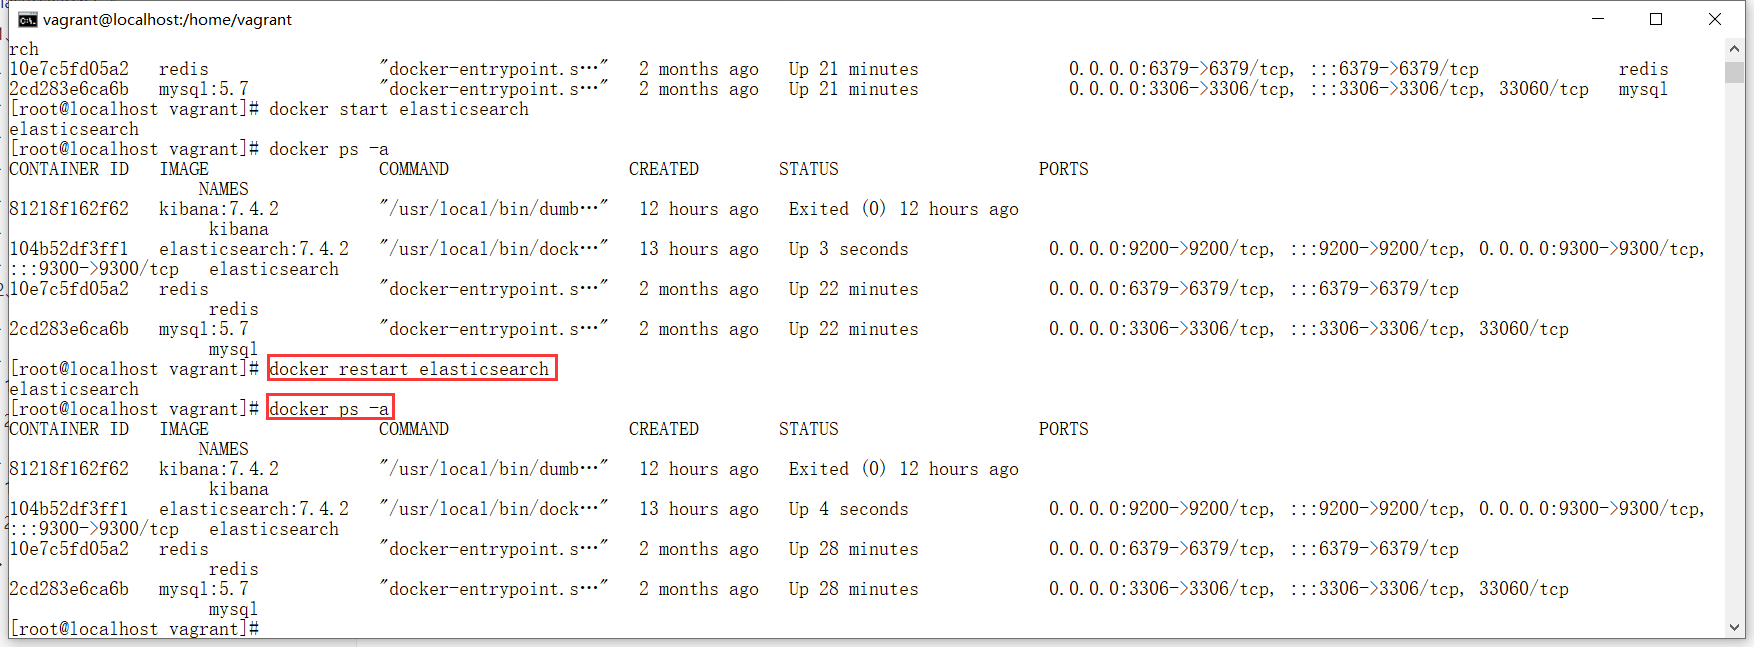 vagrant@localhost:/home/vagrant
rch
10e7c5fd05a2 redis "docker-entrypoint.s…" 2 months ago Up 21 minutes 0.0.0.0:6379->6379/tcp, :::6379->6379/tcp redis
2cd283e6ca6b mysql:5.7 "docker-entrypoint.s…" 2 months ago Up 21 minutes 0.0.0.0:3306->3306/tcp, :::3306->3306/tcp, 33060/tcp mysql
[root@localhost vagrant]# docker start elasticsearch
elasticsearch
[root@localhost vagrant]# docker ps -a
CONTAINER ID IMAGE COMMAND CREATED STATUS PORTS
NAMES
81218f162f62 kibana:7.4.2 "/usr/local/bin/dumb…" 12 hours ago Exited (0) 12 hours ago
kibana
104b52df3ff1 elasticsearch:7.4.2 "/usr/local/bin/dock…" 13 hours ago Up 3 seconds 0.0.0.0:9200->9200/tcp, :::9200->9200/tcp, 0.0.0.0:9300->9300/tcp,
:::9300->9300/tcp elasticsearch
10e7c5fd05a2 redis "docker-entrypoint.s…" 2 months ago Up 22 minutes 0.0.0.0:6379->6379/tcp, :::6379->6379/tcp
redis
2cd283e6ca6b mysql:5.7 "docker-entrypoint.s…" 2 months ago Up 22 minutes 0.0.0.0:3306->3306/tcp, :::3306->3306/tcp, 33060/tcp
mysql
[root@localhost vagrant]# docker restart elasticsearch
elasticsearch
[root@localhost vagrant]# docker ps -a
CONTAINER ID IMAGE COMMAND CREATED STATUS PORTS
NAMES
81218f162f62 kibana:7.4.2 "/usr/local/bin/dumb…" 12 hours ago Exited (0) 12 hours ago
kibana
104b52df3ff1 elasticsearch:7.4.2 "/usr/local/bin/dock…" 13 hours ago Up 4 seconds 0.0.0.0:9200->9200/tcp, :::9200->9200/tcp, 0.0.0.0:9300->9300/tcp,
:::9300->9300/tcp elasticsearch
10e7c5fd05a2 redis "docker-entrypoint.s…" 2 months ago Up 28 minutes 0.0.0.0:6379->6379/tcp, :::6379->6379/tcp
redis
2cd283e6ca6b mysql:5.7 "docker-entrypoint.s…" 2 months ago Up 28 minutes 0.0.0.0:3306->3306/tcp, :::3306->3306/tcp, 33060/tcp
mysql
[root@localhost vagrant]#